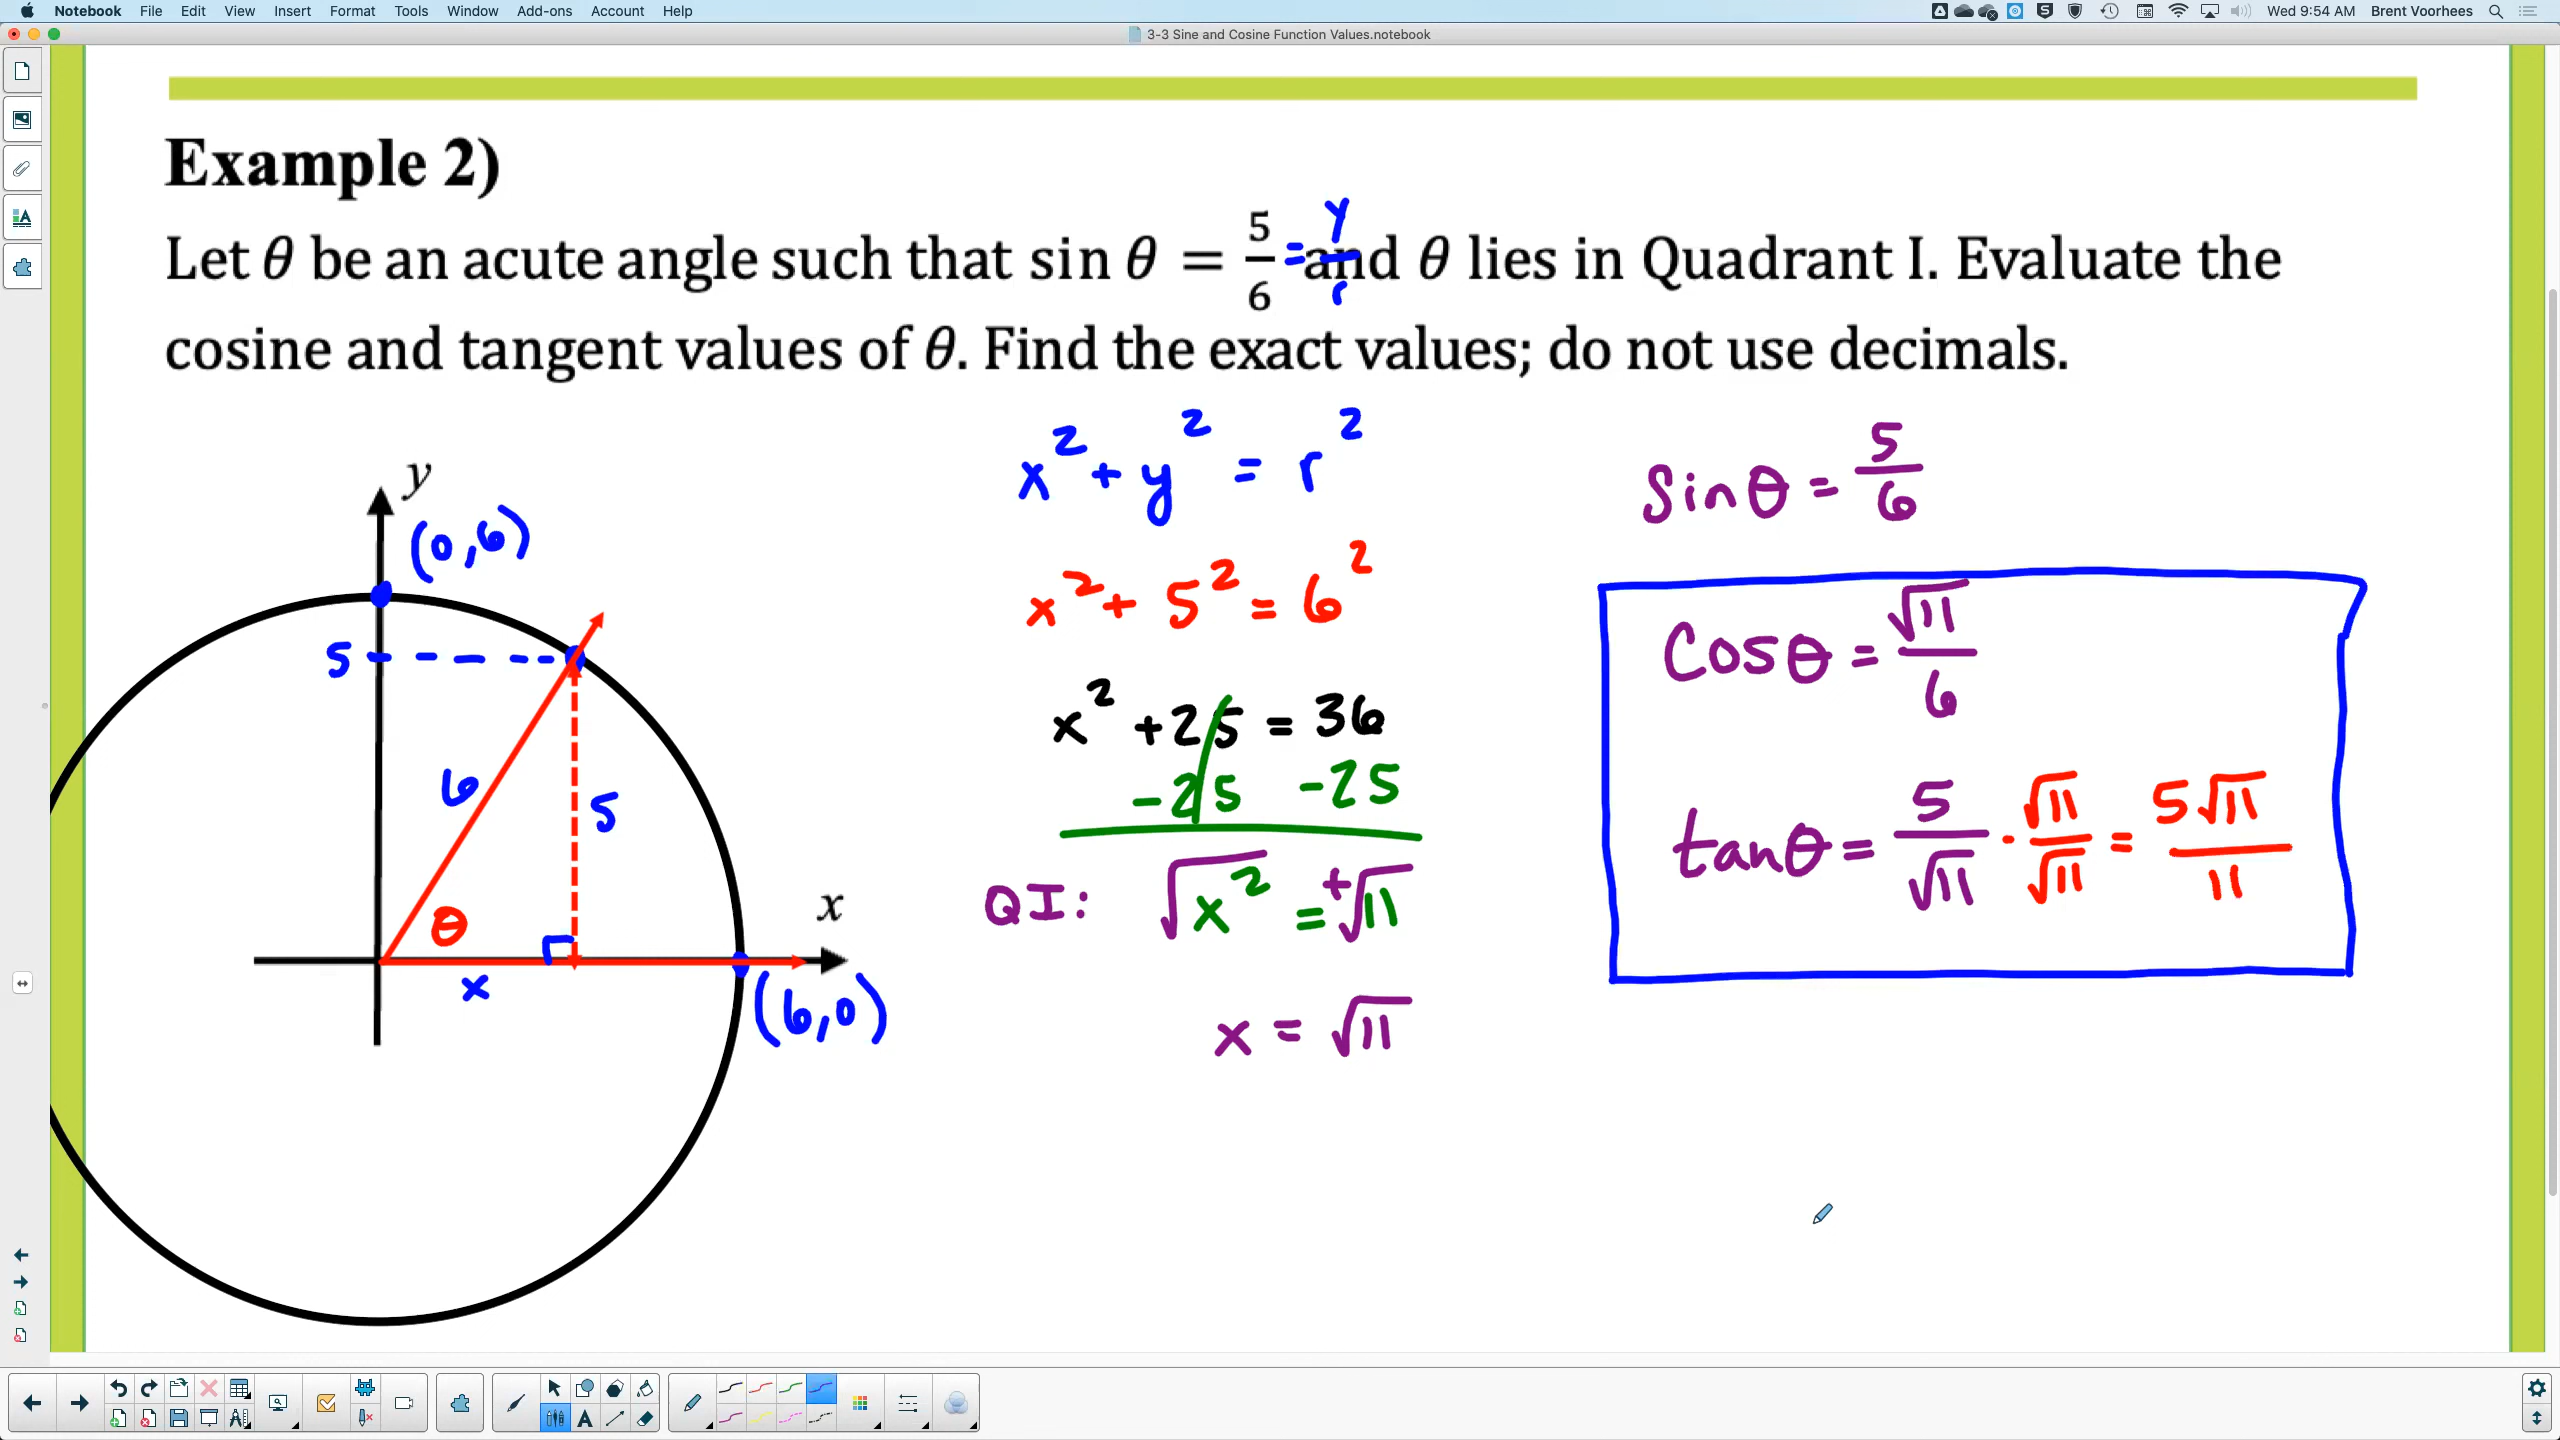 Notebook File Edit View Insert Format Tools Window Add-ons Account Help Wed 9:54 AM Brent Voorhees
3-3 Sine and Cosine Function Values.notebook
Example 2)
Let θ be an acute angle such that sin θ = 5/6 = y/r and θ lies in Quadrant I. Evaluate the
cosine and tangent values of θ. Find the exact values; do not use decimals.
y
(0,6)
5
6
5
θ
x
x
(6,0)
x² + y² = r²
x² + 5² = 6²
x² + 25 = 36
-25 -25
QI: √x² = +√11
x = √11
sin θ = 5/6
cos θ = √11/6
tan θ = 5/√11 · √11/√11 = 5√11/11